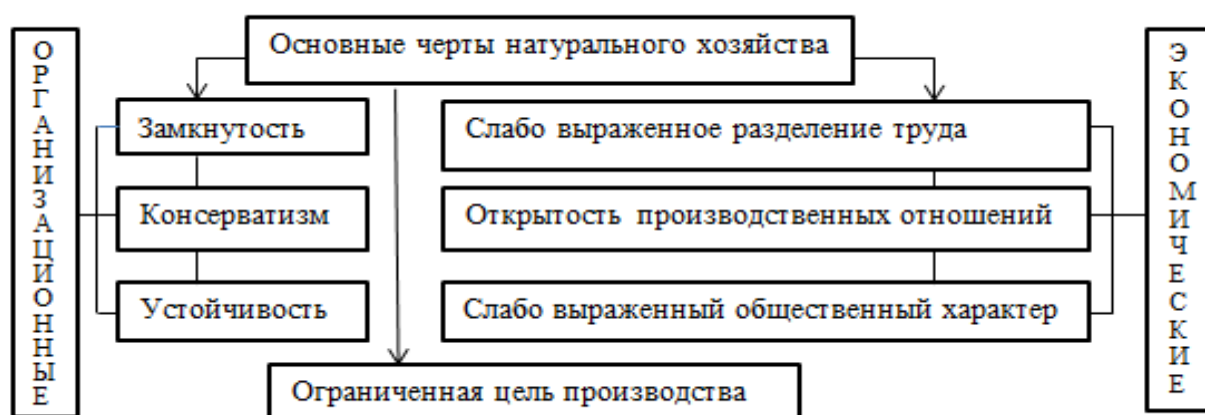 Основные черты натурального хозяйства
ОРГАНИЗАЦИОННЫЕ
ЭКОНОМИЧЕСКИЕ
Замкнутость
Слабо выраженное разделение труда
Консерватизм
Открытость производственных отношений
Устойчивость
Слабо выраженный общественный характер
Ограниченная цель производства